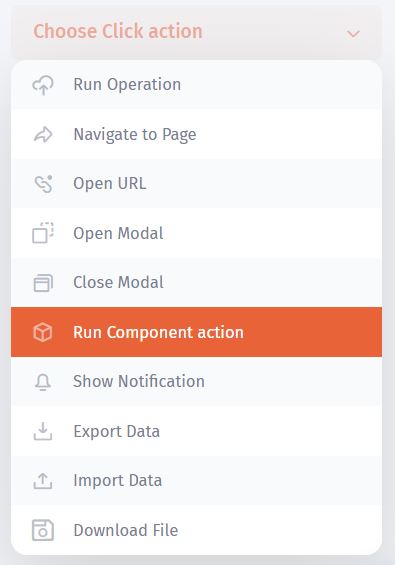 Choose Click action
Run Operation
Navigate to Page
Open URL
Open Modal
Close Modal
Run Component action
Show Notification
Export Data
Import Data
Download File